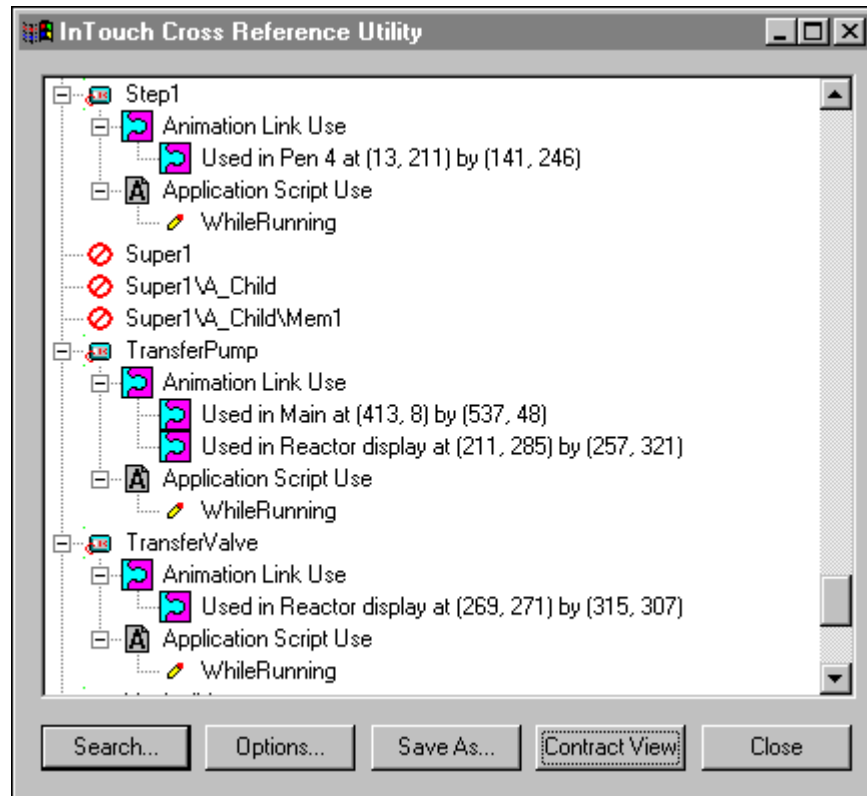 InTouch Cross Reference Utility
Step1
Animation Link Use
Used in Pen 4 at (13, 211) by (141, 246)
Application Script Use
WhileRunning
Super1
Super1\A_Child
Super1\A_Child\Mem1
TransferPump
Animation Link Use
Used in Main at (413, 8) by (537, 48)
Used in Reactor display at (211, 285) by (257, 321)
Application Script Use
WhileRunning
TransferValve
Animation Link Use
Used in Reactor display at (269, 271) by (315, 307)
Application Script Use
WhileRunning
Search... Options... Save As... Contract View Close